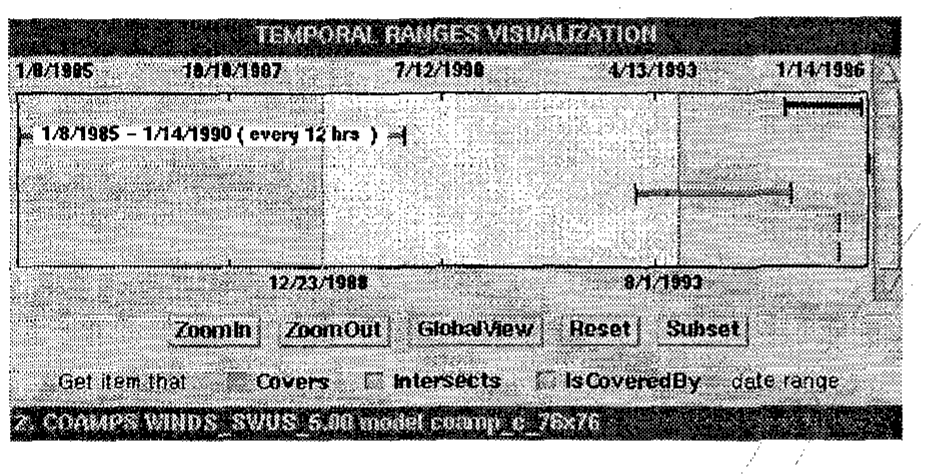 TEMPORAL RANGES VISUALIZATION
1/8/1985 10/10/1987 7/12/1990 4/13/1993 1/14/1996
1/8/1985 - 1/14/1990 ( every 12 hrs )
12/23/1988 8/1/1993
ZoomIn ZoomOut GlobalView Reset Subset
Get item that Covers Intersects IsCoveredBy date range
2. COAMPS WINDS_SWUS_5.00 model coamp_c_76x76